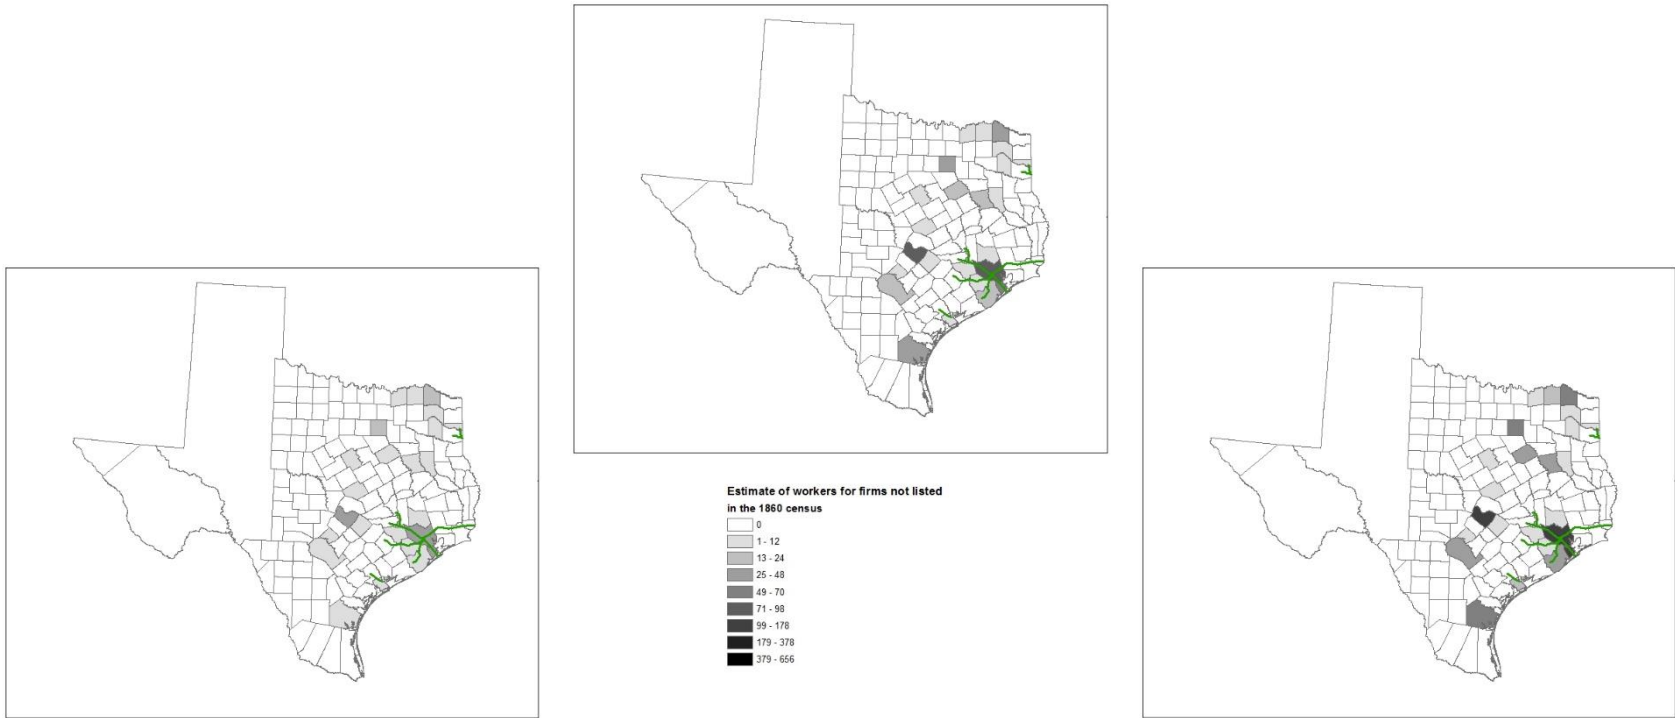 Estimate of workers for firms not listed
in the 1860 census
0
1 - 12
13 - 24
25 - 48
49 - 70
71 - 98
99 - 178
179 - 378
379 - 656